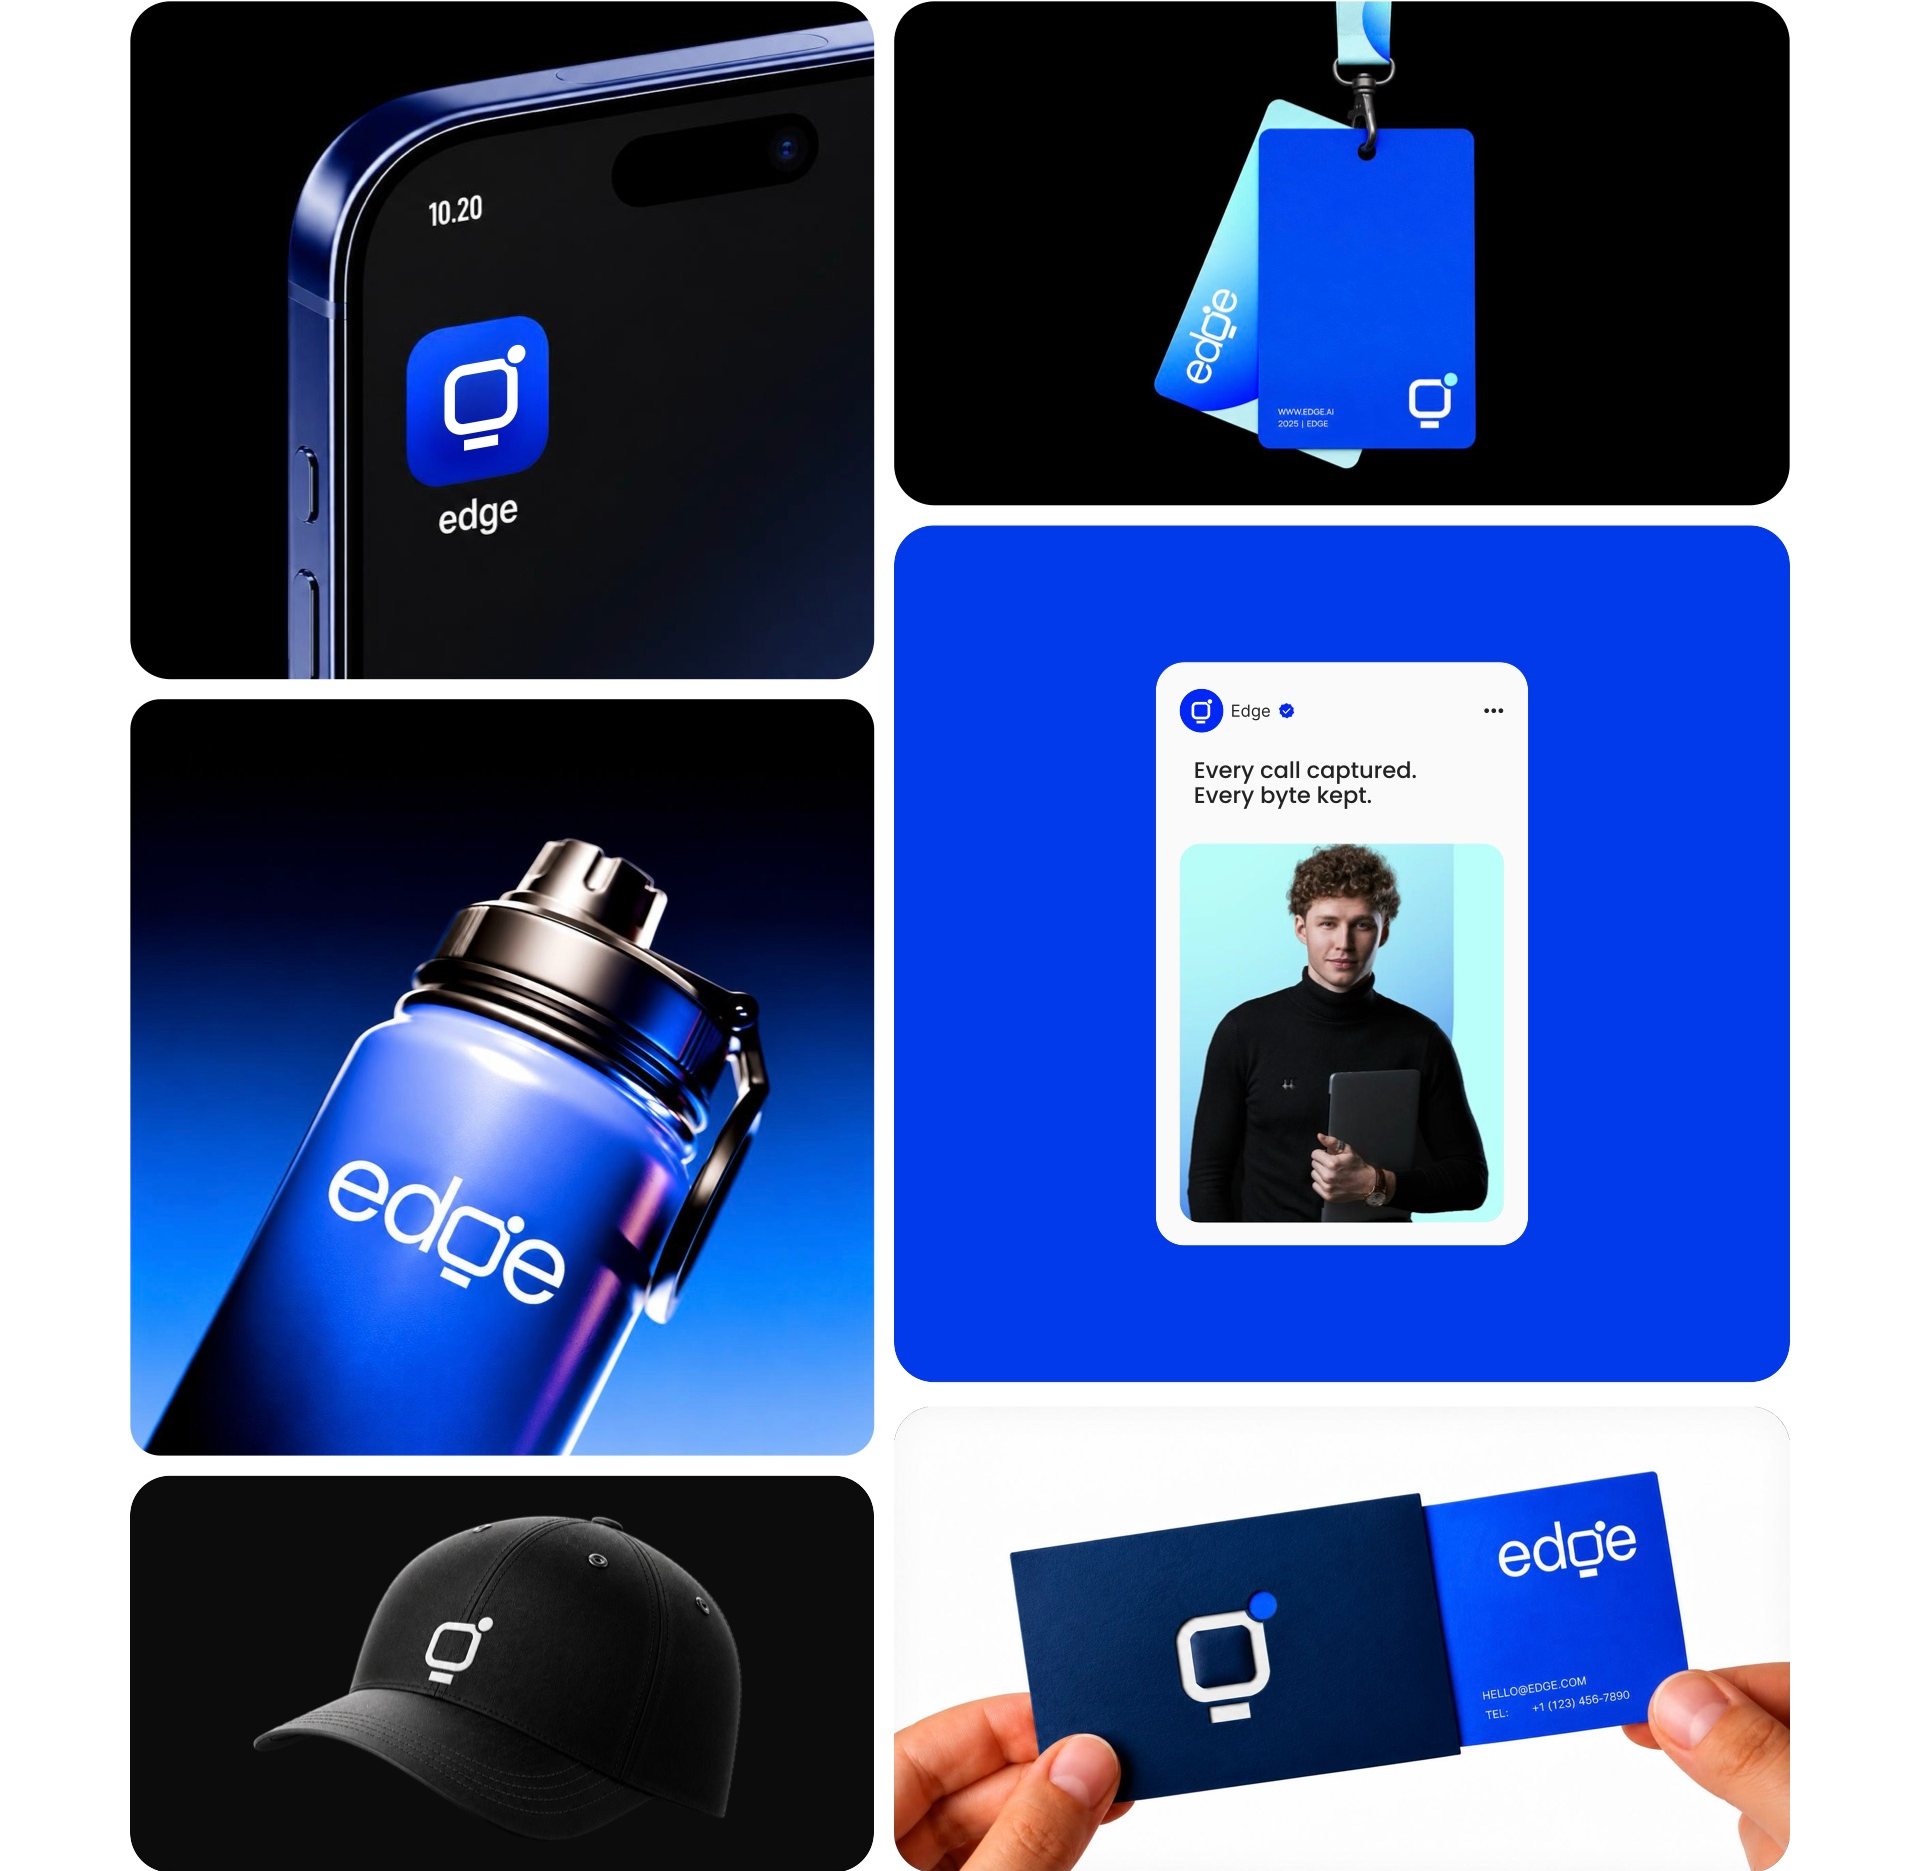 10.20
edge
edge
WWW.EDGE.AI
2025 | EDGE
Edge
Every call captured.
Every byte kept.
edge
edge
HELLO@EDGE.COM
TEL: +1 (123) 456-7890